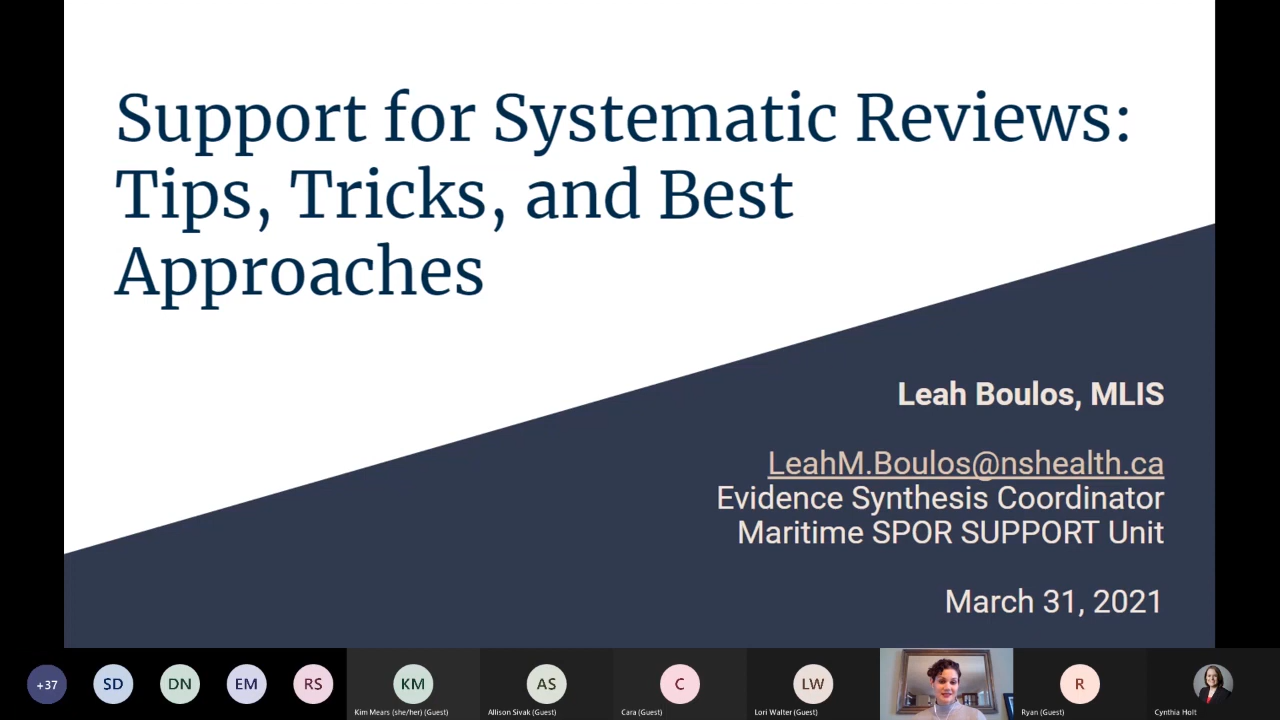 Support for Systematic Reviews:
Tips, Tricks, and Best
Approaches
Leah Boulos, MLIS
LeahM.Boulos@nshealth.ca
Evidence Synthesis Coordinator
Maritime SPOR SUPPORT Unit
March 31, 2021
+37
SD
DN
EM
RS
KM
AS
C
LW
R
Kim Mears (she/her) (Guest)
Allison Sivak (Guest)
Cara (Guest)
Lori Walter (Guest)
Ryan (Guest)
Cynthia Holt